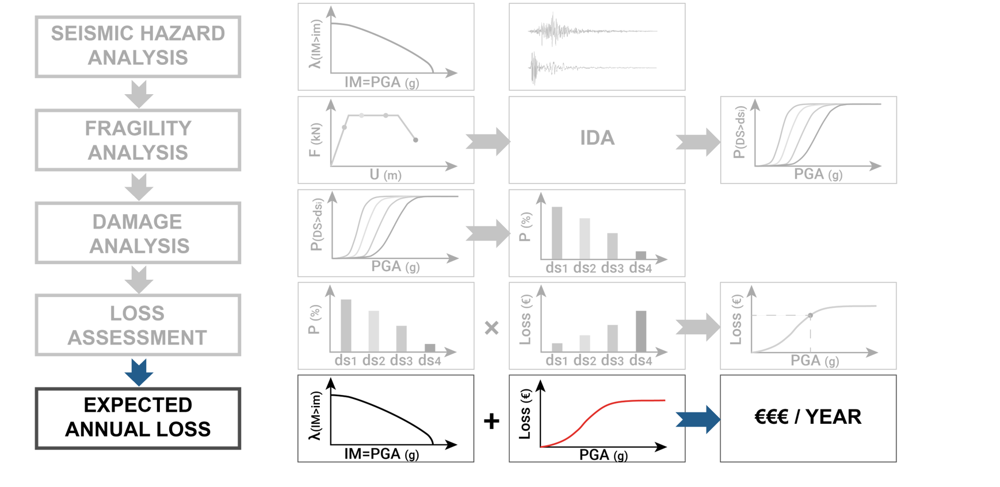 SEISMIC HAZARD
ANALYSIS
λ(IM>im)
IM=PGA (g)
FRAGILITY
ANALYSIS
F (kN)
U (m)
IDA
P(DS>dsi)
PGA (g)
DAMAGE
ANALYSIS
P(DS>dsi)
PGA (g)
P (%)
ds1 ds2 ds3 ds4
LOSS
ASSESSMENT
P (%)
ds1 ds2 ds3 ds4
×
Loss (€)
ds1 ds2 ds3 ds4
Loss (€)
PGA (g)
EXPECTED
ANNUAL LOSS
λ(IM>im)
IM=PGA (g)
+
Loss (€)
PGA (g)
€€€ / YEAR